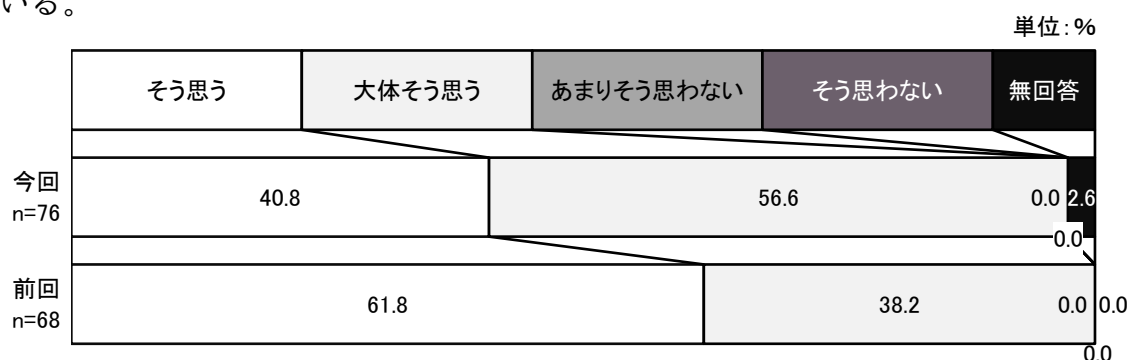 いる。
単位:%
そう思う 大体そう思う あまりそう思わない そう思わない 無回答
今回
n=76
40.8 56.6 0.0 2.6
0.0
前回
n=68
61.8 38.2 0.0 0.0
0.0